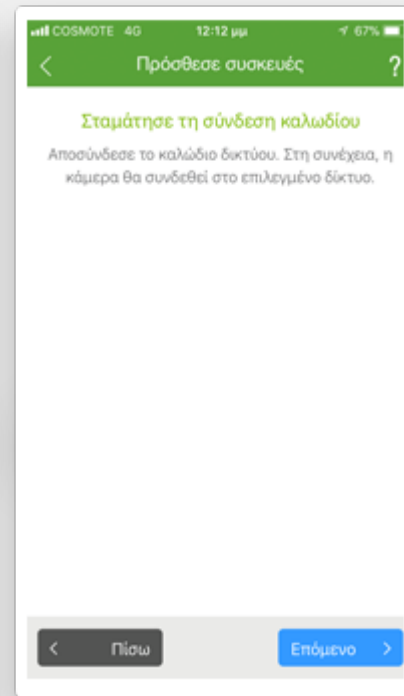 COSMOTE 4G 12:12 μμ 67%
Πρόσθεσε συσκευές ?
Σταμάτησε τη σύνδεση καλωδίου
Αποσύνδεσε το καλώδιο δικτύου. Στη συνέχεια, η
κάμερα θα συνδεθεί στο επιλεγμένο δίκτυο.
Πίσω Επόμενο